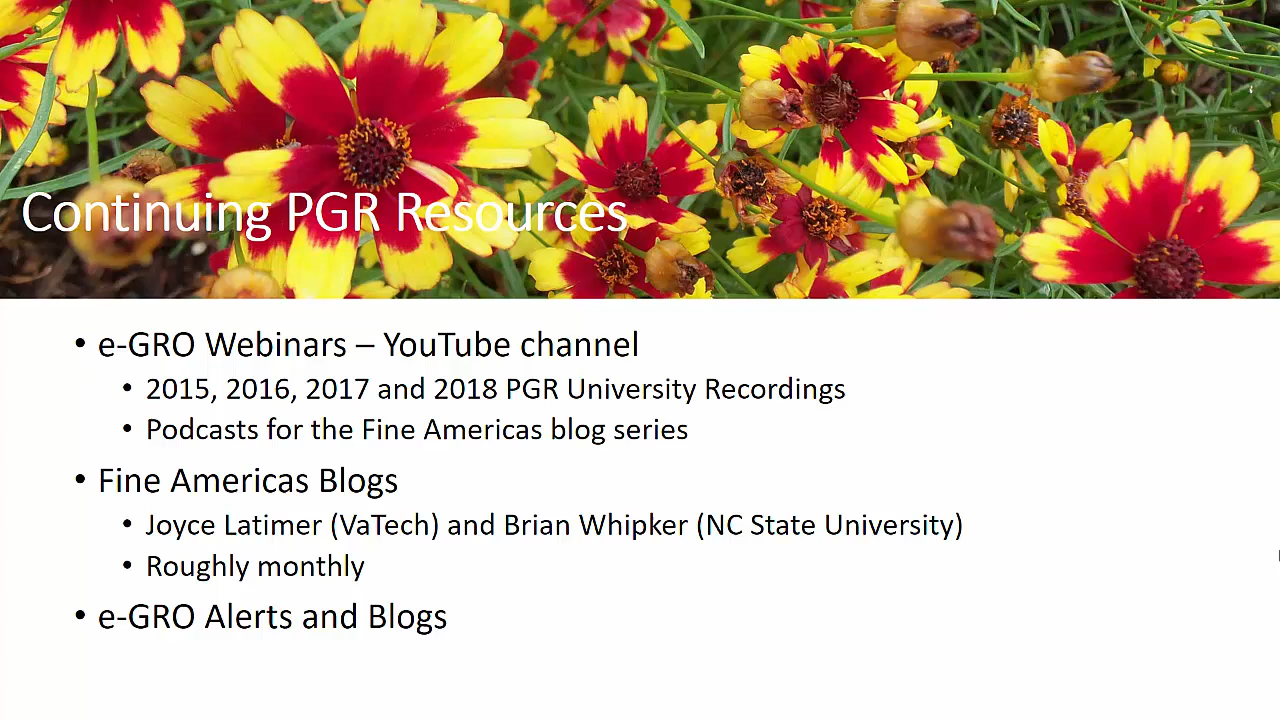 Continuing PGR Resources
• e-GRO Webinars – YouTube channel
• 2015, 2016, 2017 and 2018 PGR University Recordings
• Podcasts for the Fine Americas blog series
• Fine Americas Blogs
• Joyce Latimer (VaTech) and Brian Whipker (NC State University)
• Roughly monthly
• e-GRO Alerts and Blogs